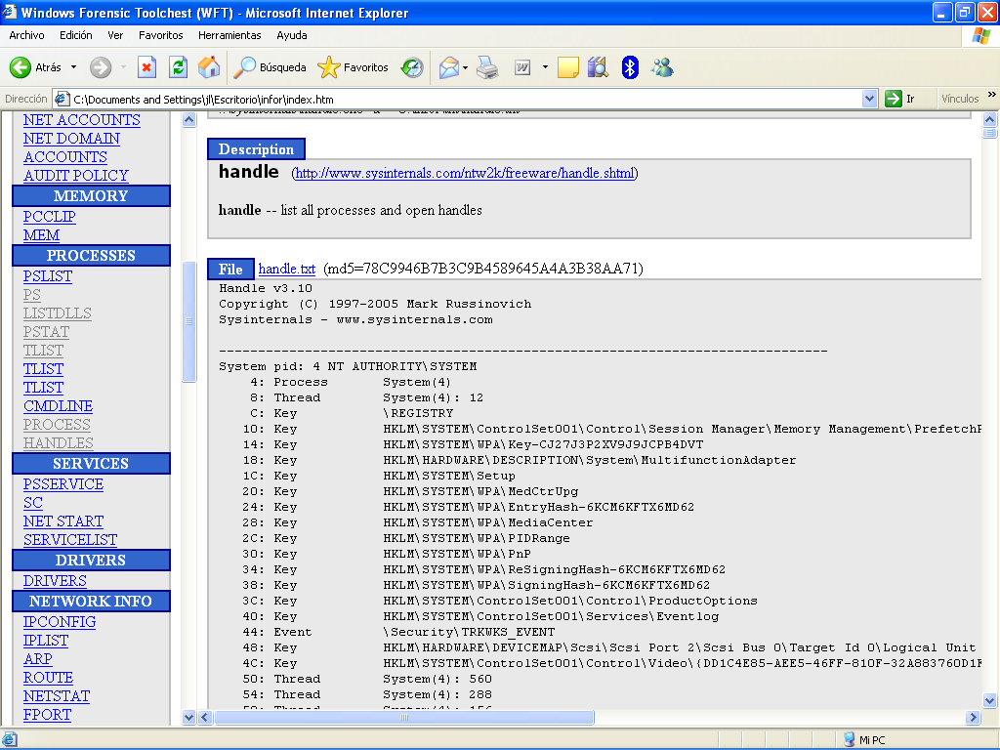 Windows Forensic Toolchest (WFT) - Microsoft Internet Explorer
Archivo Edición Ver Favoritos Herramientas Ayuda
Atrás Búsqueda Favoritos
Dirección C:\Documents and Settings\jl\Escritorio\infor\index.htm Ir Vínculos »
NET ACCOUNTS
NET DOMAIN
ACCOUNTS
AUDIT POLICY
MEMORY
PCCLIP
MEM
PROCESSES
PSLIST
PS
LISTDLLS
PSTAT
TLIST
TLIST
TLIST
CMDLINE
PROCESS
HANDLES
SERVICES
PSSERVICE
SC
NET START
SERVICELIST
DRIVERS
DRIVERS
NETWORK INFO
IPCONFIG
IPLIST
ARP
ROUTE
NETSTAT
FPORT
Description
handle (http://www.sysinternals.com/ntw2k/freeware/handle.shtml)
handle -- list all processes and open handles
File handle.txt (md5=78C9946B7B3C9B4589645A4A3B38AA71)
Handle v3.10
Copyright (C) 1997-2005 Mark Russinovich
Sysinternals - www.sysinternals.com
------------------------------------------------------------------------------
System pid: 4 NT AUTHORITY\SYSTEM
4: Process System(4)
8: Thread System(4): 12
C: Key \REGISTRY
10: Key HKLM\SYSTEM\ControlSet001\Control\Session Manager\Memory Management\PrefetchP
14: Key HKLM\SYSTEM\WPA\Key-CJ27J3P2XV9J9JCPB4DVT
18: Key HKLM\HARDWARE\DESCRIPTION\System\MultifunctionAdapter
1C: Key HKLM\SYSTEM\Setup
20: Key HKLM\SYSTEM\WPA\MedCtrUpg
24: Key HKLM\SYSTEM\WPA\EntryHash-6KCM6KFTX6MD62
28: Key HKLM\SYSTEM\WPA\MediaCenter
2C: Key HKLM\SYSTEM\WPA\PIDRange
30: Key HKLM\SYSTEM\WPA\PnP
34: Key HKLM\SYSTEM\WPA\ReSigningHash-6KCM6KFTX6MD62
38: Key HKLM\SYSTEM\WPA\SigningHash-6KCM6KFTX6MD62
3C: Key HKLM\SYSTEM\ControlSet001\Control\ProductOptions
40: Key HKLM\SYSTEM\ControlSet001\Services\Eventlog
44: Event \Security\TRKWKS_EVENT
48: Key HKLM\HARDWARE\DEVICEMAP\Scsi\Scsi Port 2\Scsi Bus 0\Target Id 0\Logical Unit
4C: Key HKLM\SYSTEM\ControlSet001\Control\Video\{DD1C4E85-AEE5-46FF-810F-32A883760D1F
50: Thread System(4): 560
54: Thread System(4): 288
58: Thread System(4): 156
Mi PC